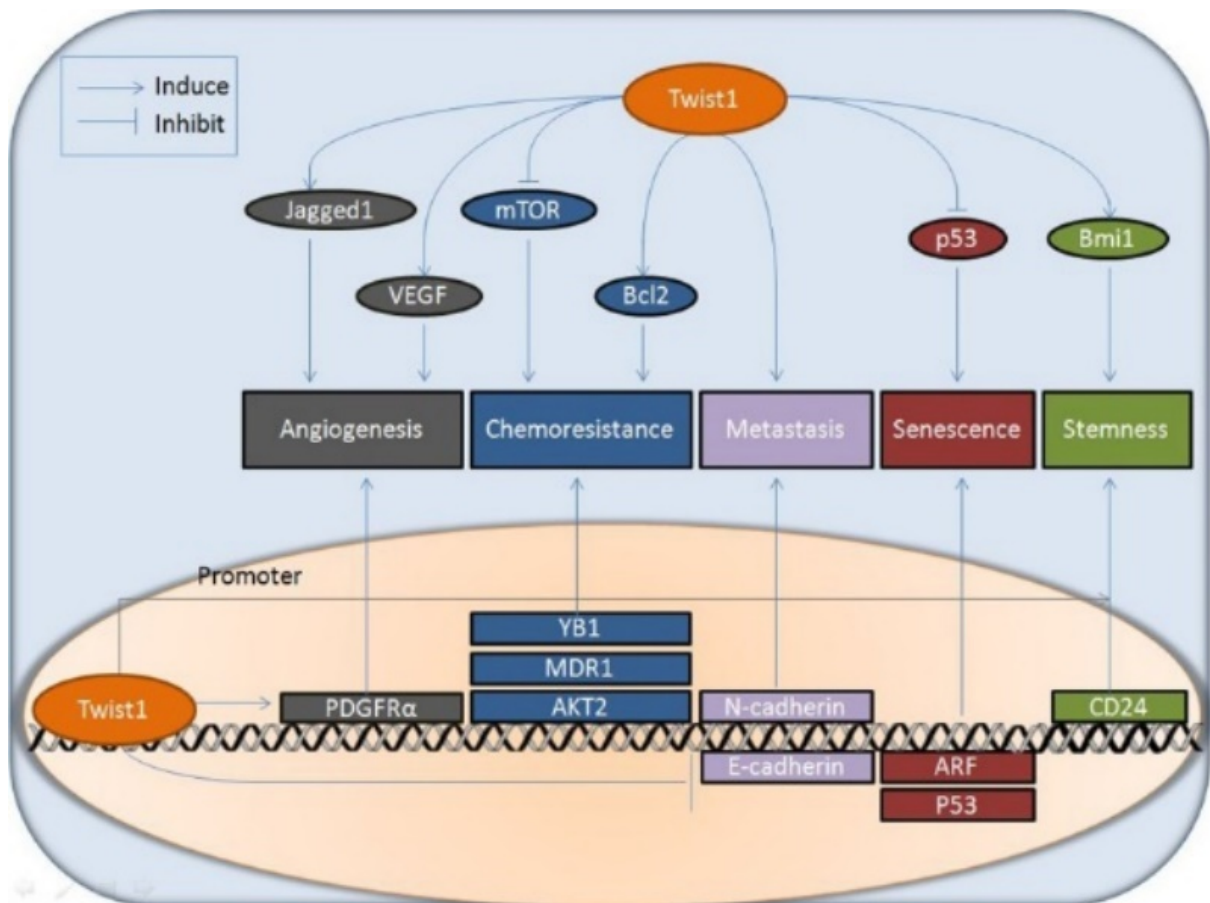 Induce
Inhibit
Twist1
Jagged1
mTOR
p53
Bmi1
VEGF
Bcl2
Angiogenesis
Chemoresistance
Metastasis
Senescence
Stemness
Promoter
YB1
MDR1
Twist1
PDGFRα
AKT2
N-cadherin
CD24
E-cadherin
ARF
P53